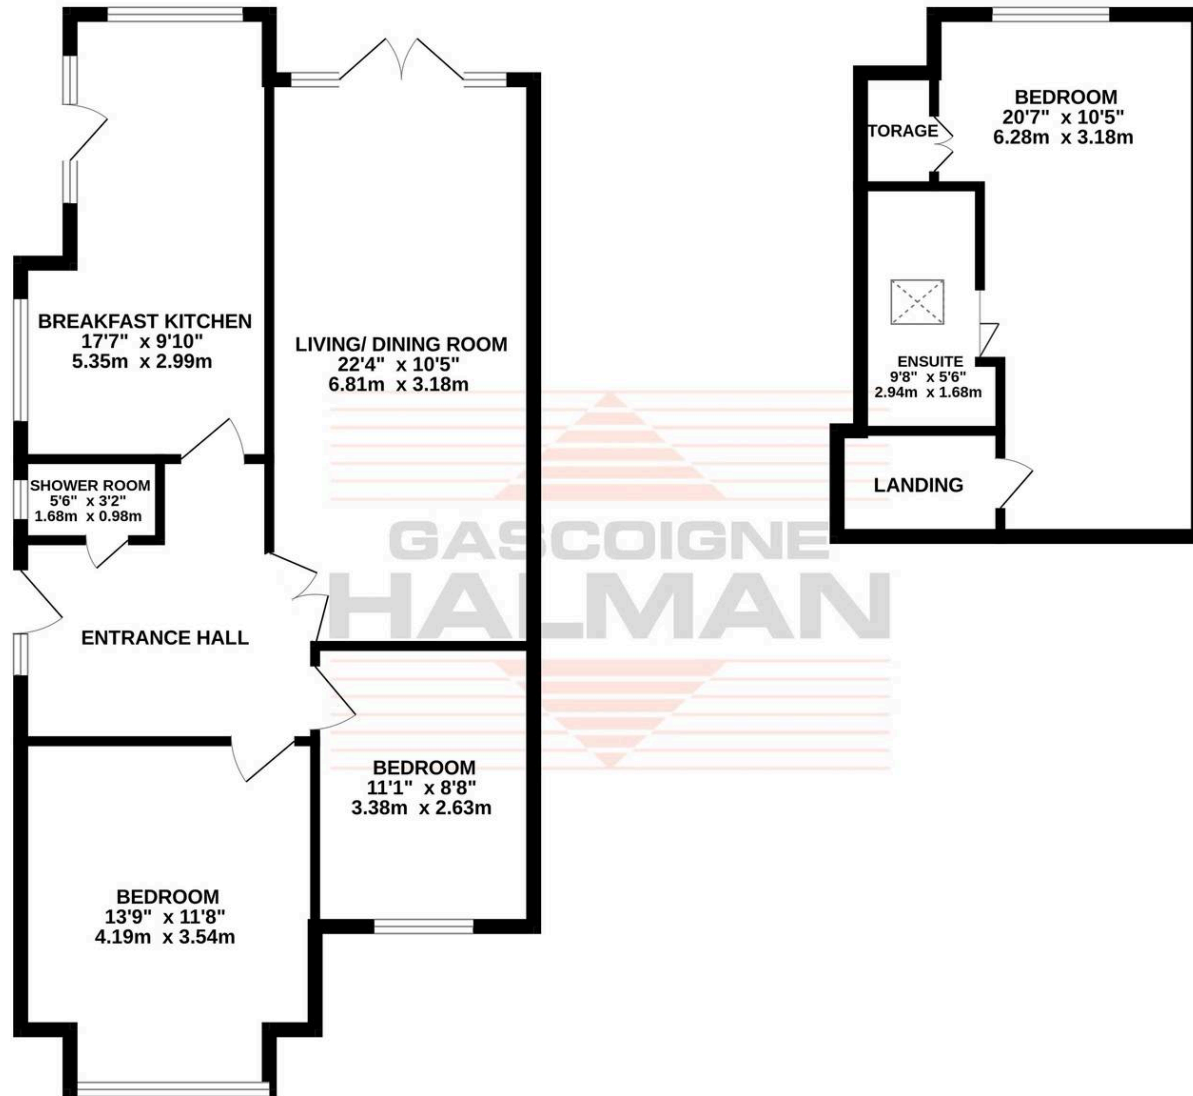 BREAKFAST KITCHEN
17'7" x 9'10"
5.35m x 2.99m
LIVING/ DINING ROOM
22'4" x 10'5"
6.81m x 3.18m
SHOWER ROOM
5'6" x 3'2"
1.68m x 0.98m
ENTRANCE HALL
BEDROOM
11'1" x 8'8"
3.38m x 2.63m
BEDROOM
13'9" x 11'8"
4.19m x 3.54m
BEDROOM
20'7" x 10'5"
6.28m x 3.18m
TORAGE
ENSUITE
9'8" x 5'6"
2.94m x 1.68m
LANDING
GASCOIGNE
HALMAN